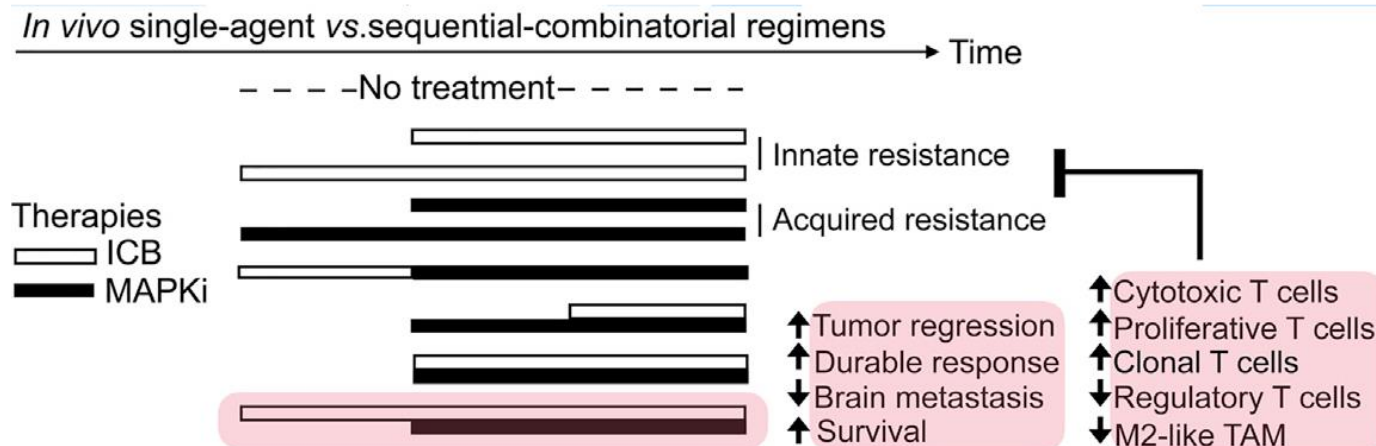 In vivo single-agent vs.sequential-combinatorial regimens
Time
No treatment
Innate resistance
Acquired resistance
Therapies
ICB
MAPKi
Tumor regression
Durable response
Brain metastasis
Survival
Cytotoxic T cells
Proliferative T cells
Clonal T cells
Regulatory T cells
M2-like TAM